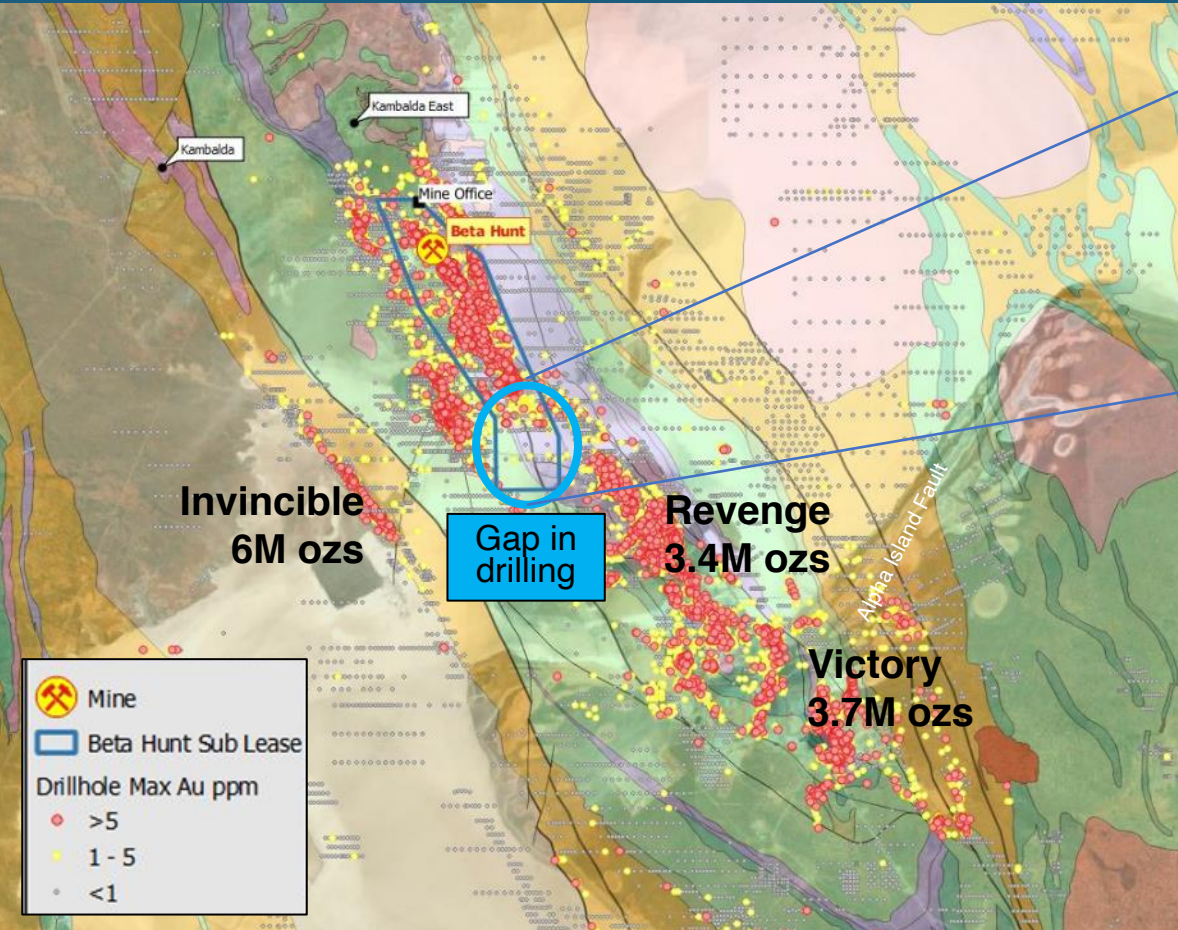 Kambalda East
Kambalda
Mine Office
Beta Hunt
Invincible
6M ozs
Gap in
drilling
Revenge
3.4M ozs
Alpha Island Fault
Victory
3.7M ozs
Mine
Beta Hunt Sub Lease
Drillhole Max Au ppm
>5
1 - 5
<1